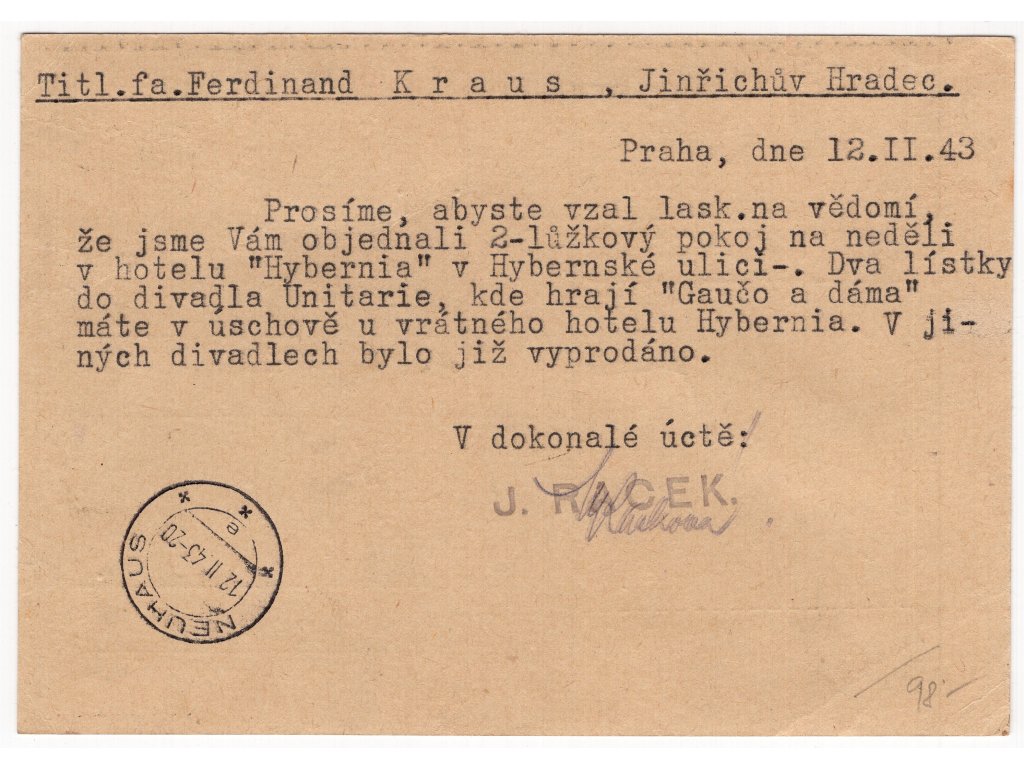 Titl.fa.Ferdinand K r a u s , Jinřichův Hradec.
Praha, dne 12.II.43
Prosíme, abyste vzal lask.na vědomí,
že jsme Vám objednali 2-lůžkový pokoj na neděli
v hotelu "Hybernia" v Hybernské ulici-. Dva lístky
do divadla Unitarie, kde hrají "Gaučo a dáma"
máte v úschově u vrátného hotelu Hybernia. V ji-
ných divadlech bylo již vyprodáno.
V dokonalé úctě:
J. RACEK.
NEUHAUS
12.II.43-20
e
98.-